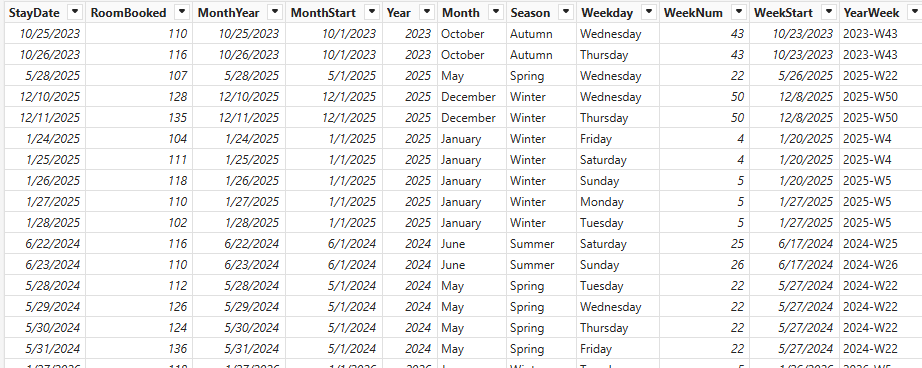 StayDate RoomBooked MonthYear MonthStart Year Month Season Weekday WeekNum WeekStart YearWeek
10/25/2023 110 10/25/2023 10/1/2023 2023 October Autumn Wednesday 43 10/23/2023 2023-W43
10/26/2023 116 10/26/2023 10/1/2023 2023 October Autumn Thursday 43 10/23/2023 2023-W43
5/28/2025 107 5/28/2025 5/1/2025 2025 May Spring Wednesday 22 5/26/2025 2025-W22
12/10/2025 128 12/10/2025 12/1/2025 2025 December Winter Wednesday 50 12/8/2025 2025-W50
12/11/2025 135 12/11/2025 12/1/2025 2025 December Winter Thursday 50 12/8/2025 2025-W50
1/24/2025 104 1/24/2025 1/1/2025 2025 January Winter Friday 4 1/20/2025 2025-W4
1/25/2025 111 1/25/2025 1/1/2025 2025 January Winter Saturday 4 1/20/2025 2025-W4
1/26/2025 118 1/26/2025 1/1/2025 2025 January Winter Sunday 5 1/20/2025 2025-W5
1/27/2025 110 1/27/2025 1/1/2025 2025 January Winter Monday 5 1/27/2025 2025-W5
1/28/2025 102 1/28/2025 1/1/2025 2025 January Winter Tuesday 5 1/27/2025 2025-W5
6/22/2024 116 6/22/2024 6/1/2024 2024 June Summer Saturday 25 6/17/2024 2024-W25
6/23/2024 110 6/23/2024 6/1/2024 2024 June Summer Sunday 26 6/17/2024 2024-W26
5/28/2024 112 5/28/2024 5/1/2024 2024 May Spring Tuesday 22 5/27/2024 2024-W22
5/29/2024 126 5/29/2024 5/1/2024 2024 May Spring Wednesday 22 5/27/2024 2024-W22
5/30/2024 124 5/30/2024 5/1/2024 2024 May Spring Thursday 22 5/27/2024 2024-W22
5/31/2024 136 5/31/2024 5/1/2024 2024 May Spring Friday 22 5/27/2024 2024-W22